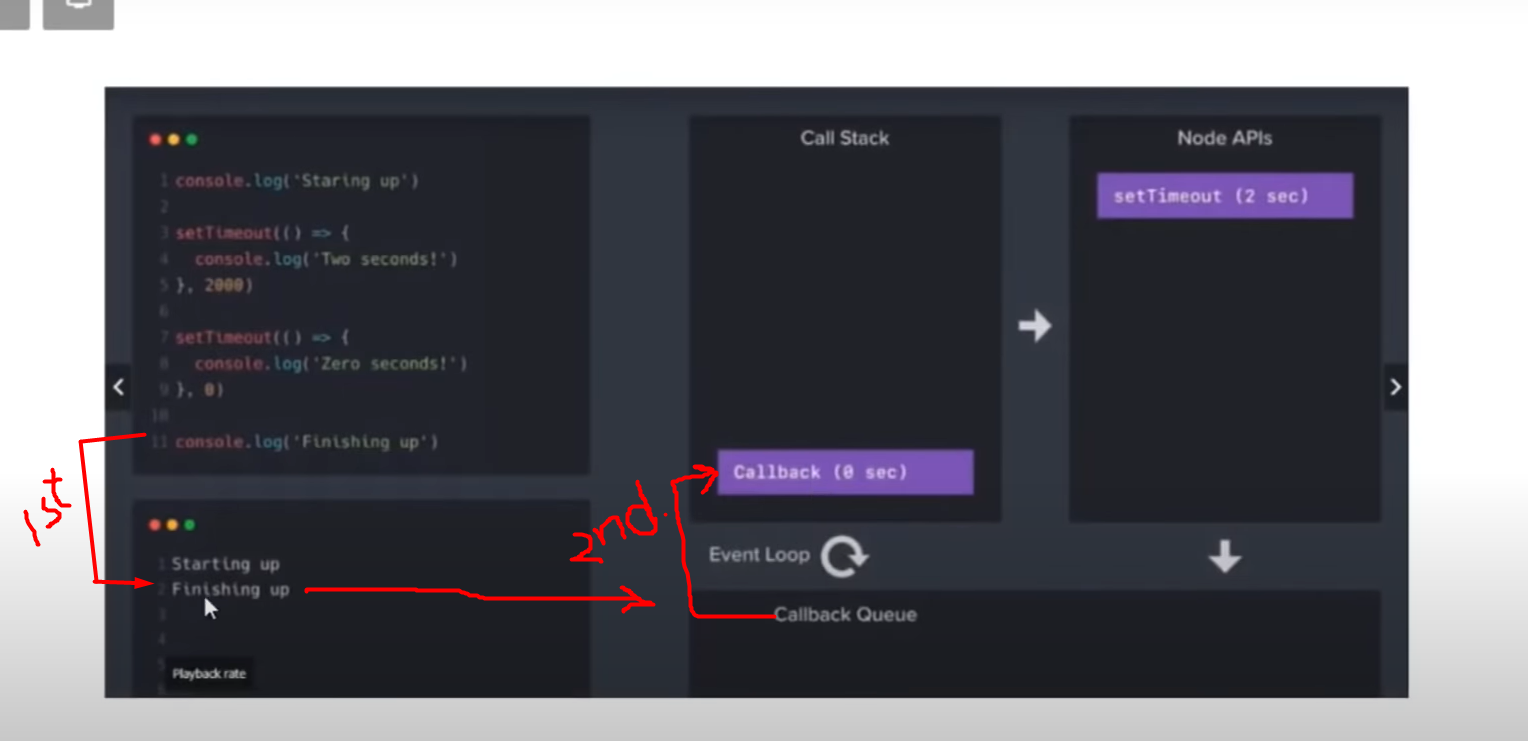 1 console.log('Staring up')
2
3 setTimeout(() => {
4 console.log('Two seconds!')
5 }, 2000)
6
7 setTimeout(() => {
8 console.log('Zero seconds!')
9 }, 0)
10
11 console.log('Finishing up')
1st
1 Starting up
2 Finishing up
3
4
5
Playback rate
Call Stack
Callback (0 sec)
2nd.
Event Loop
Callback Queue
Node APIs
setTimeout (2 sec)